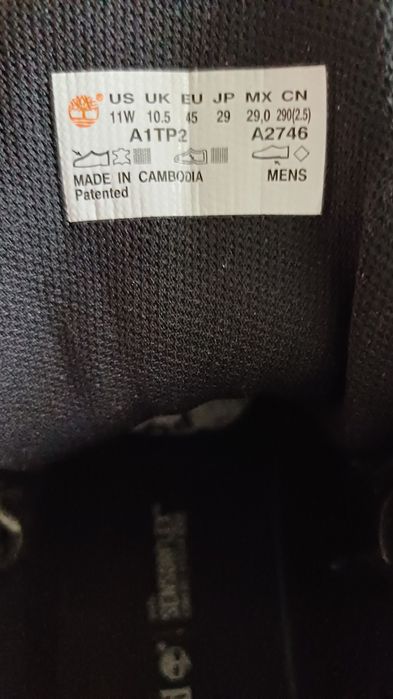 US UK EU JP MX CN
11W 10.5 45 29 29,0 290(2.5)
A1TP2 A2746
MADE IN CAMBODIA MENS
Patented